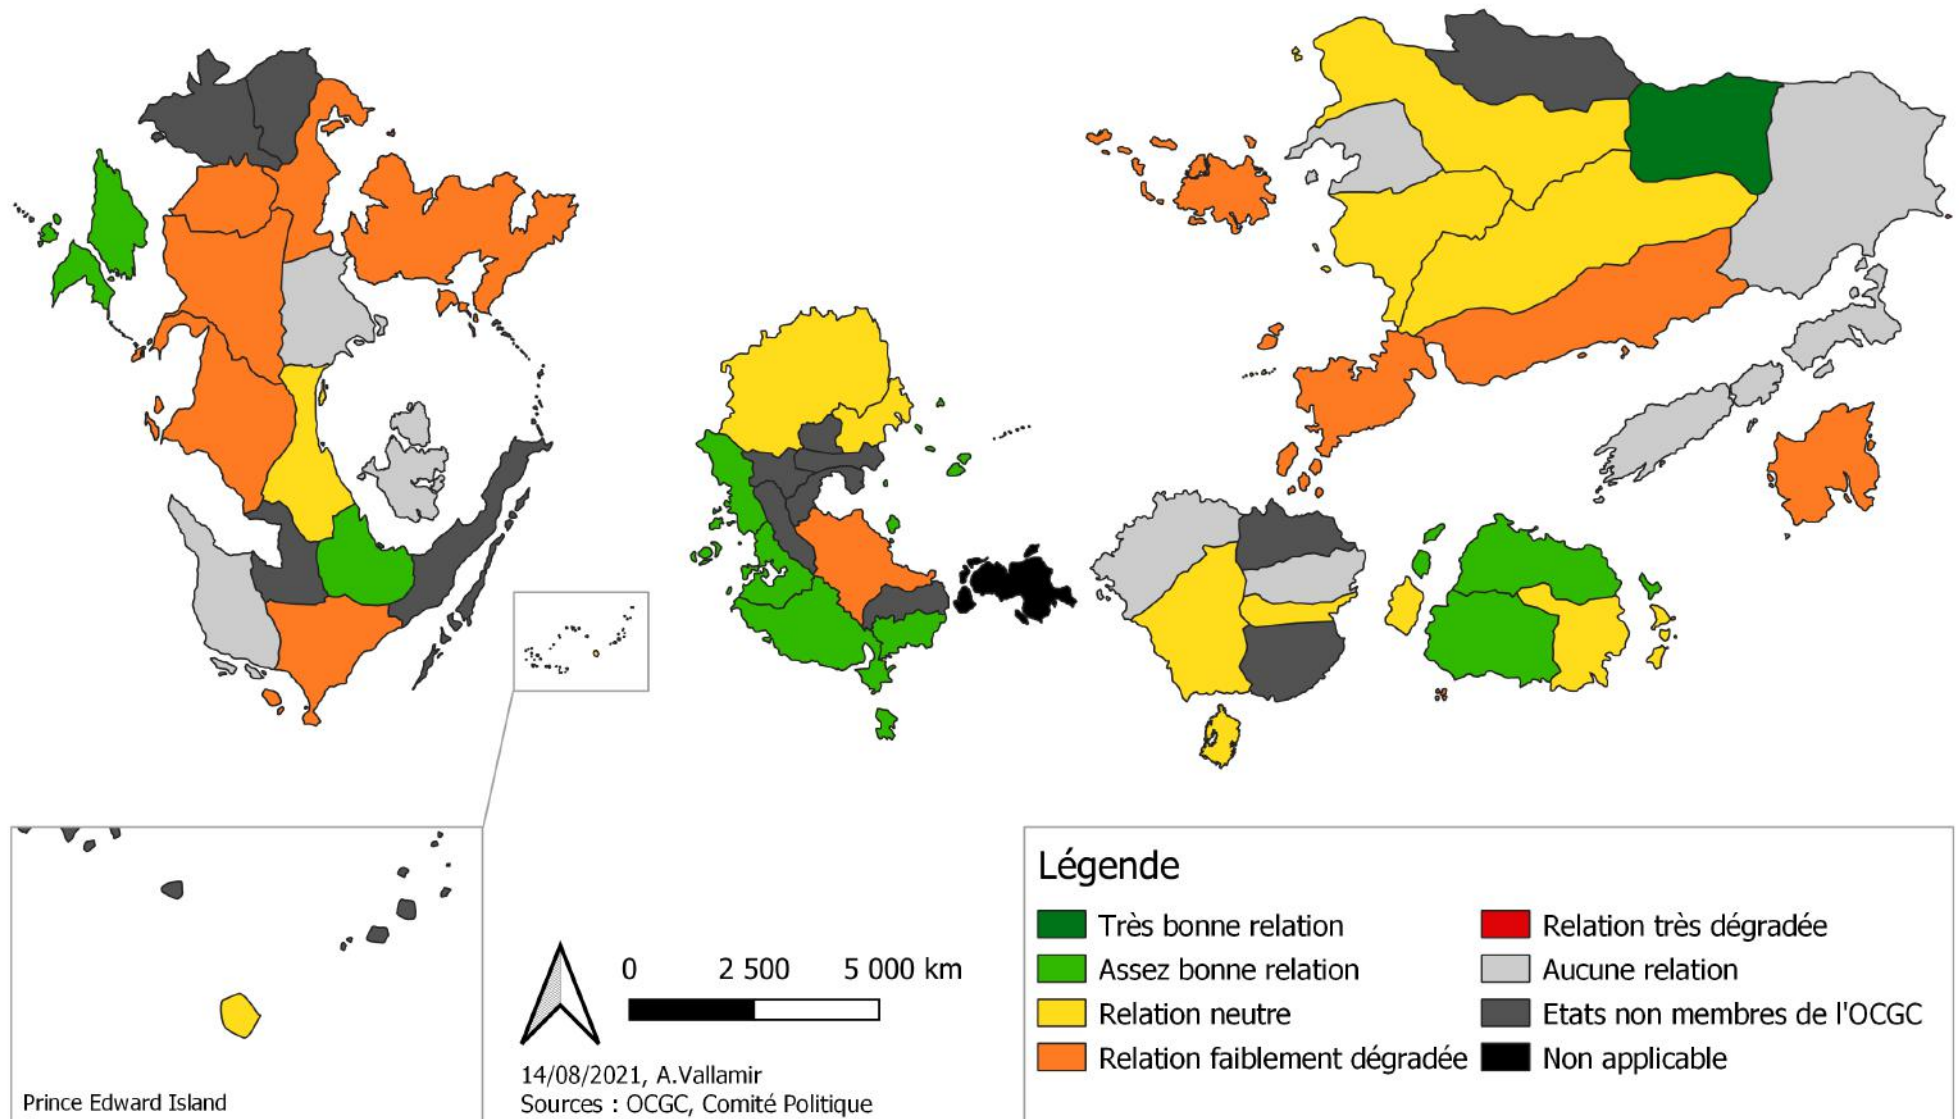 Prince Edward Island
0 2 500 5 000 km
14/08/2021, A.Vallamir
Sources : OCGC, Comité Politique
Légende
Très bonne relation
Assez bonne relation
Relation neutre
Relation faiblement dégradée
Relation très dégradée
Aucune relation
Etats non membres de l'OCGC
Non applicable